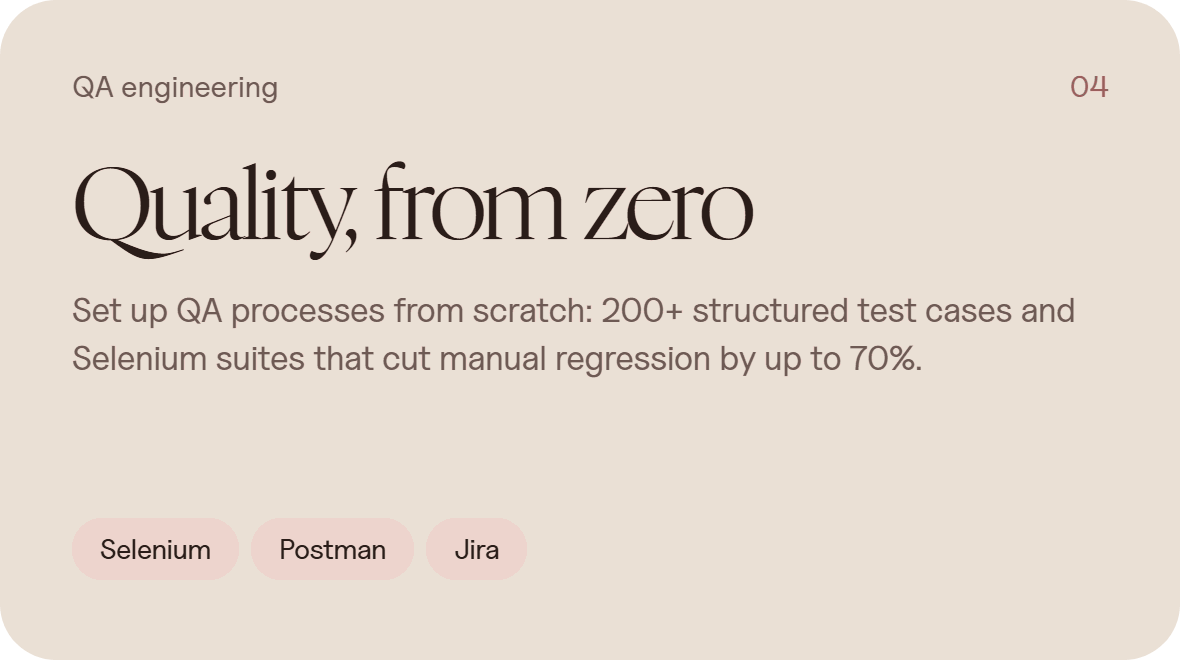 QA engineering
04
Quality, from zero
Set up QA processes from scratch: 200+ structured test cases and
Selenium suites that cut manual regression by up to 70%.
Selenium
Postman
Jira